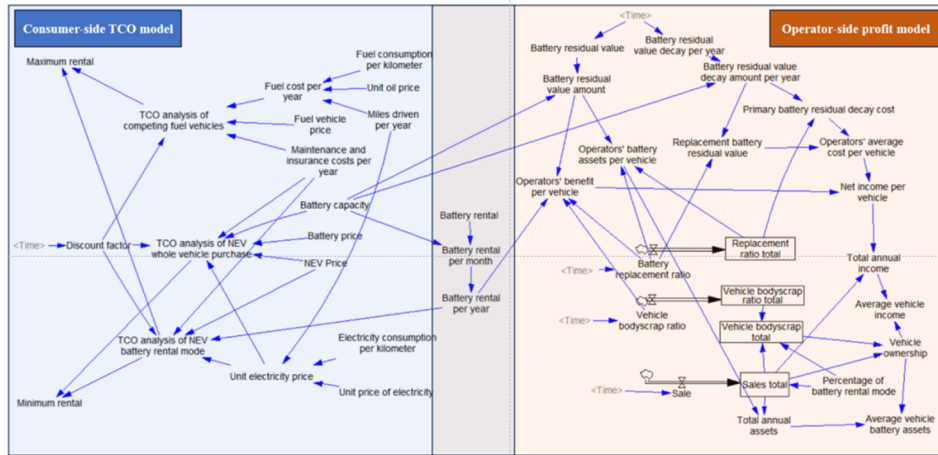 Consumer-side TCO model
Operator-side profit model
<Time>
Maximum rental
Fuel consumption
per kilometer
Fuel cost per
year
Unit oil price
Miles driven
per year
TCO analysis of
competing fuel vehicles
Fuel vehicle
price
Maintenance and
insurance costs per
year
Battery capacity
Battery price
NEV Price
<Time>
Discount factor
TCO analysis of NEV
whole vehicle purchase
TCO analysis of NEV
battery rental mode
Electricity consumption
per kilometer
Unit electricity price
Unit price of electricity
Minimum rental
Battery rental
Battery rental
per month
Battery rental
per year
Battery residual value
Battery residual
value decay per year
Battery residual
value amount
Battery residual value
decay amount per year
Primary battery residual decay cost
Operators' battery
assets per vehicle
Replacement battery
residual value
Operators' average
cost per vehicle
Operators' benefit
per vehicle
Net income per
vehicle
Replacement
ratio total
<Time>
Battery
replacement ratio
Total annual
income
Vehicle bodyscrap
ratio total
<Time>
Vehicle
bodyscrap ratio
Average vehicle
income
Vehicle bodyscrap
total
Vehicle
ownership
<Time>
Sale
Sales total
Percentage of
battery rental mode
Total annual
assets
Average vehicle
battery assets